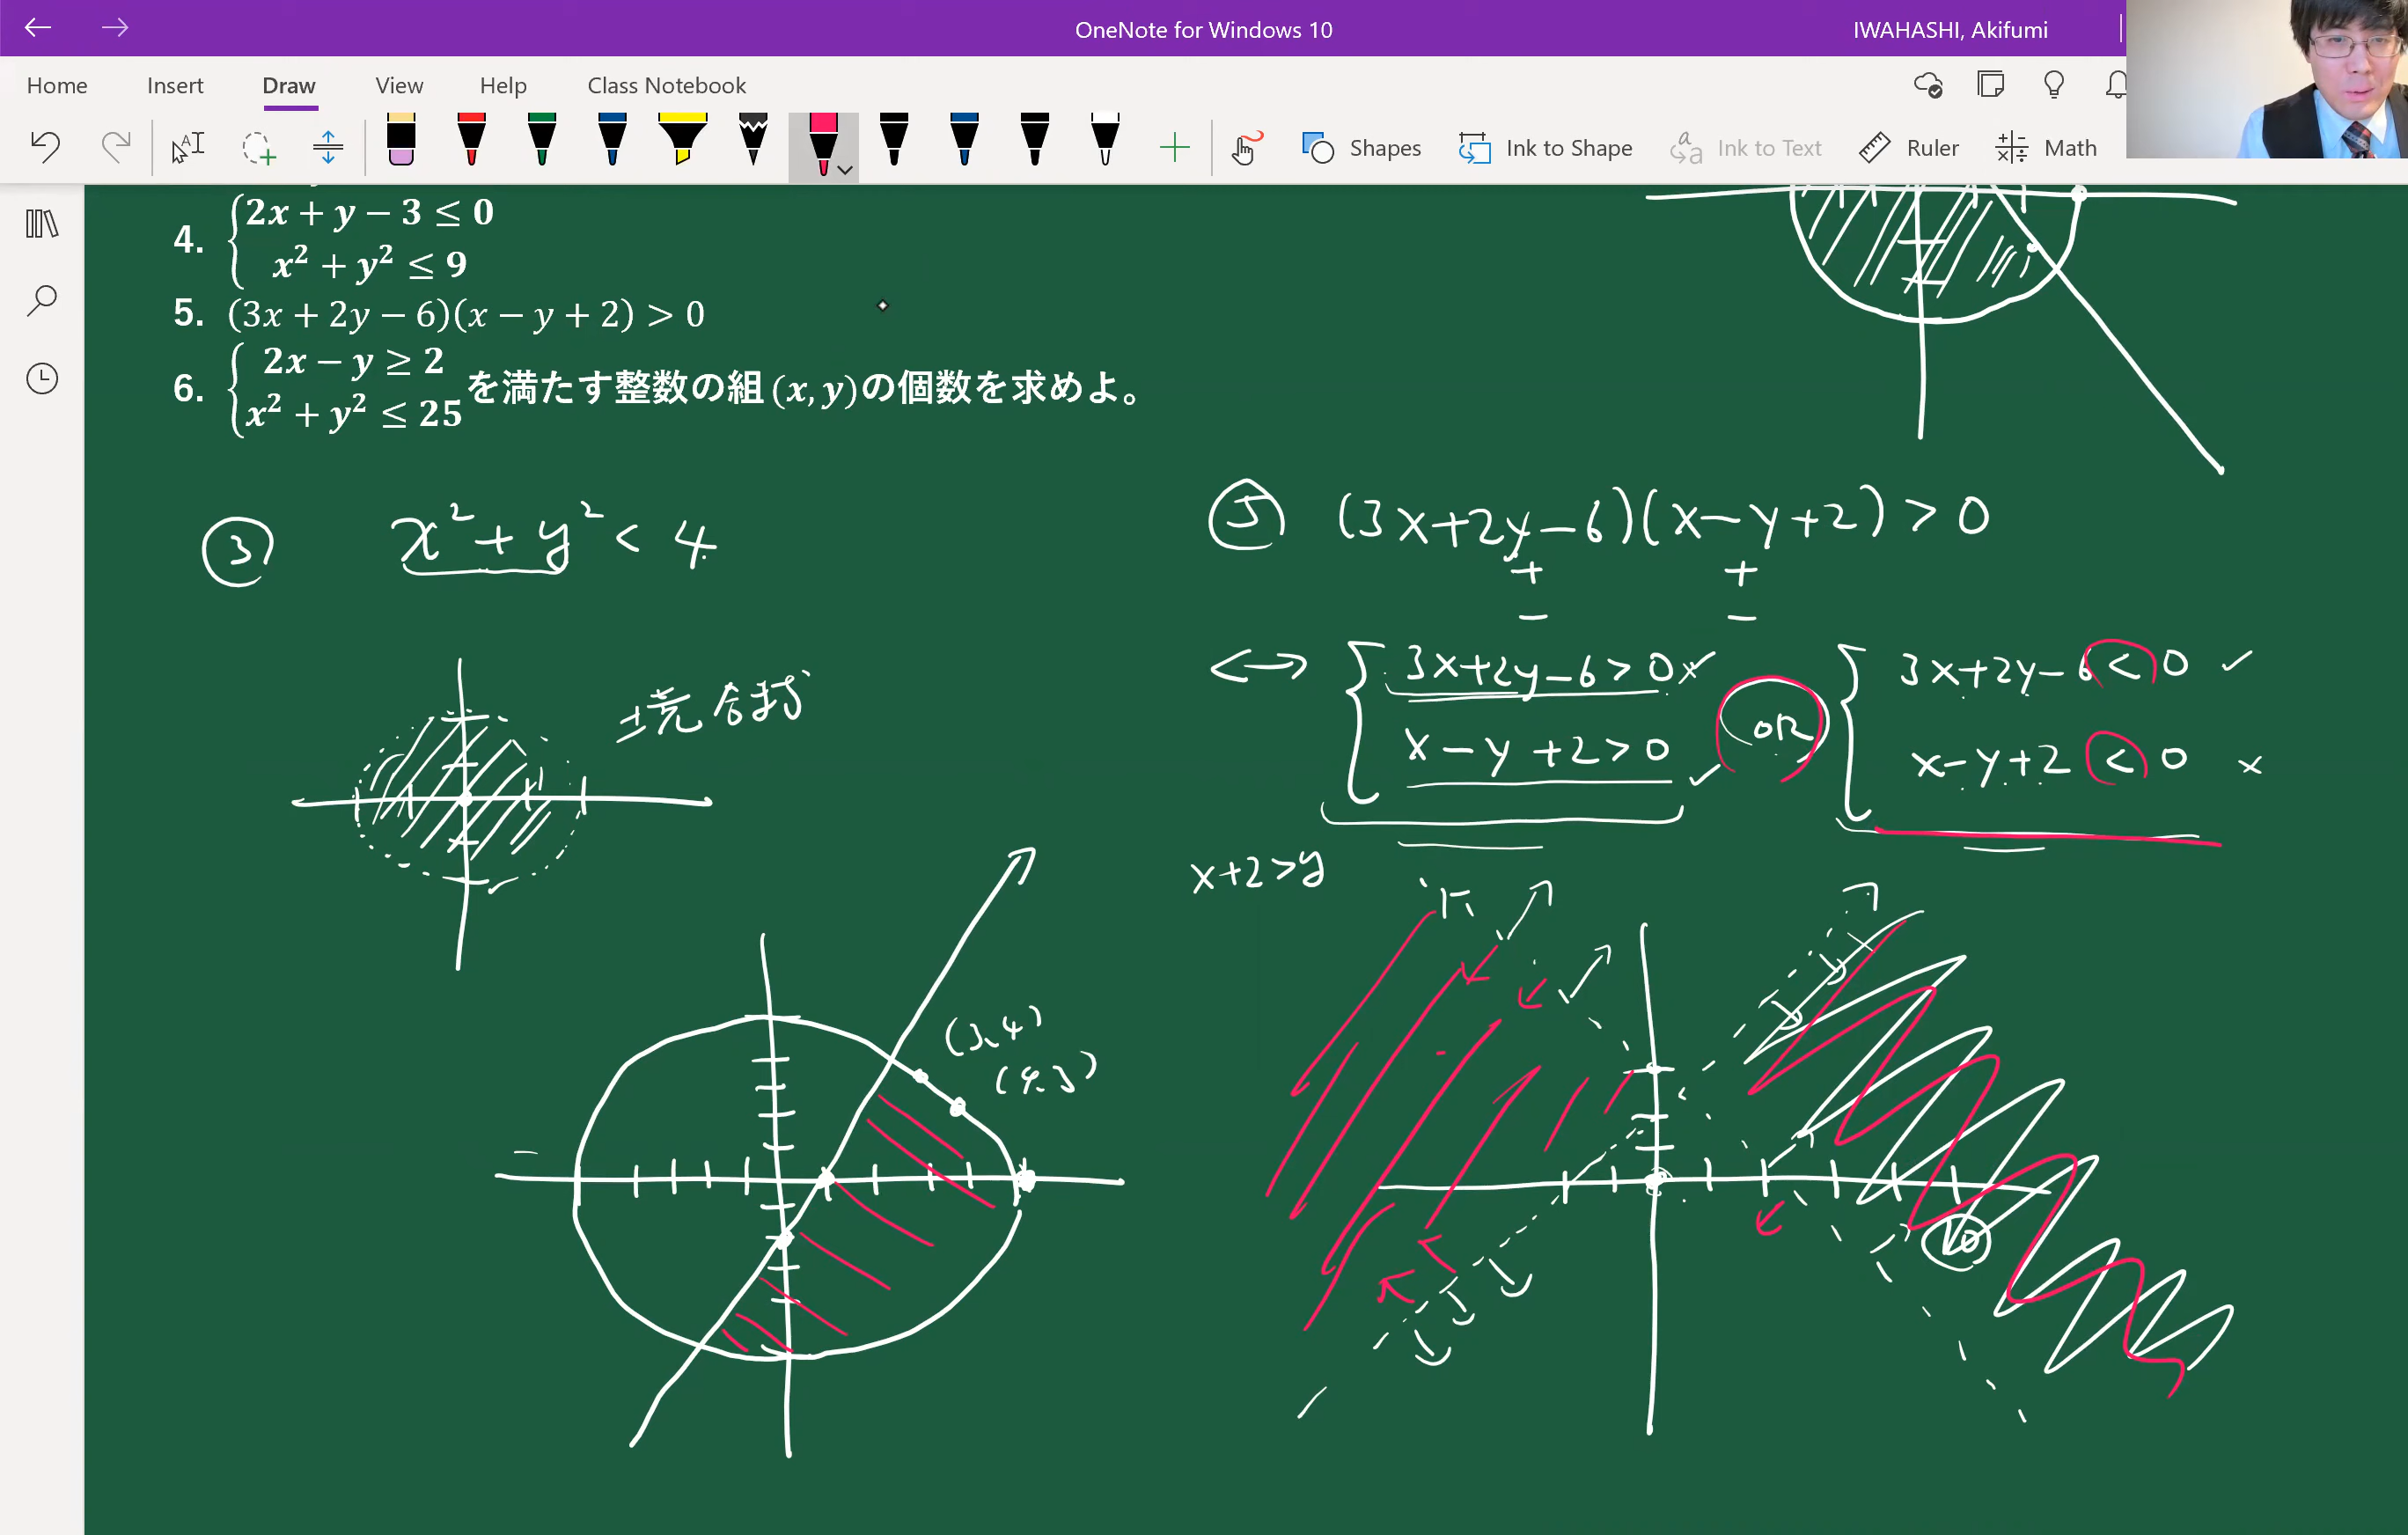 OneNote for Windows 10
IWAHASHI, Akifumi
Home Insert Draw View Help Class Notebook
Shapes Ink to Shape Ink to Text Ruler Math
4. {2x + y − 3 ≤ 0
x² + y² ≤ 9
5. (3x + 2y − 6)(x − y + 2) > 0
6. {2x − y ≥ 2
x² + y² ≤ 25 を満たす整数の組(x, y)の個数を求めよ。
③ x² + y² < 4
境含まず
(3,4)
(4,3)
⑤ (3x+2y−6)(x−y+2) > 0
+ +
− −
⟷ { 3x+2y−6 > 0
x − y + 2 > 0
OR
{ 3x+2y−6 < 0
x−y+2 < 0
x+2 > y